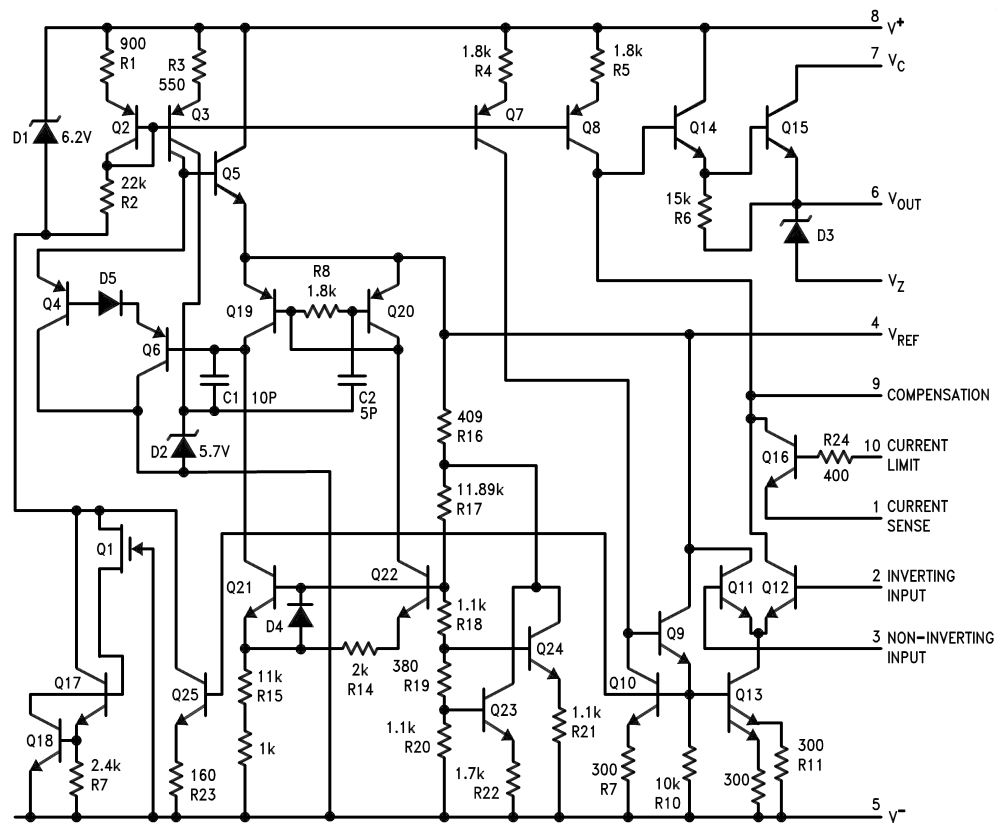 8 V+
7 VC
900
R1
R3
550
1.8k
R4
1.8k
R5
D1 6.2V
Q2
Q3
Q7
Q8
Q14
Q15
Q5
22k
R2
15k
R6
6 VOUT
D3
VZ
D5
R8
1.8k
Q4
Q19
Q20
Q6
4 VREF
C1 10P
C2
5P
9 COMPENSATION
409
R16
D2 5.7V
Q16
R24
400
10 CURRENT
LIMIT
11.89k
R17
1 CURRENT
SENSE
Q1
Q21
Q22
Q11
Q12
2 INVERTING
INPUT
D4
1.1k
R18
Q9
3 NON-INVERTING
INPUT
Q24
2k
R14
380
R19
Q17
Q25
11k
R15
Q10
Q13
Q23
1.1k
R20
1.1k
R21
Q18
1k
2.4k
R7
160
R23
1.7k
R22
300
R7
10k
R10
300
300
R11
5 V−